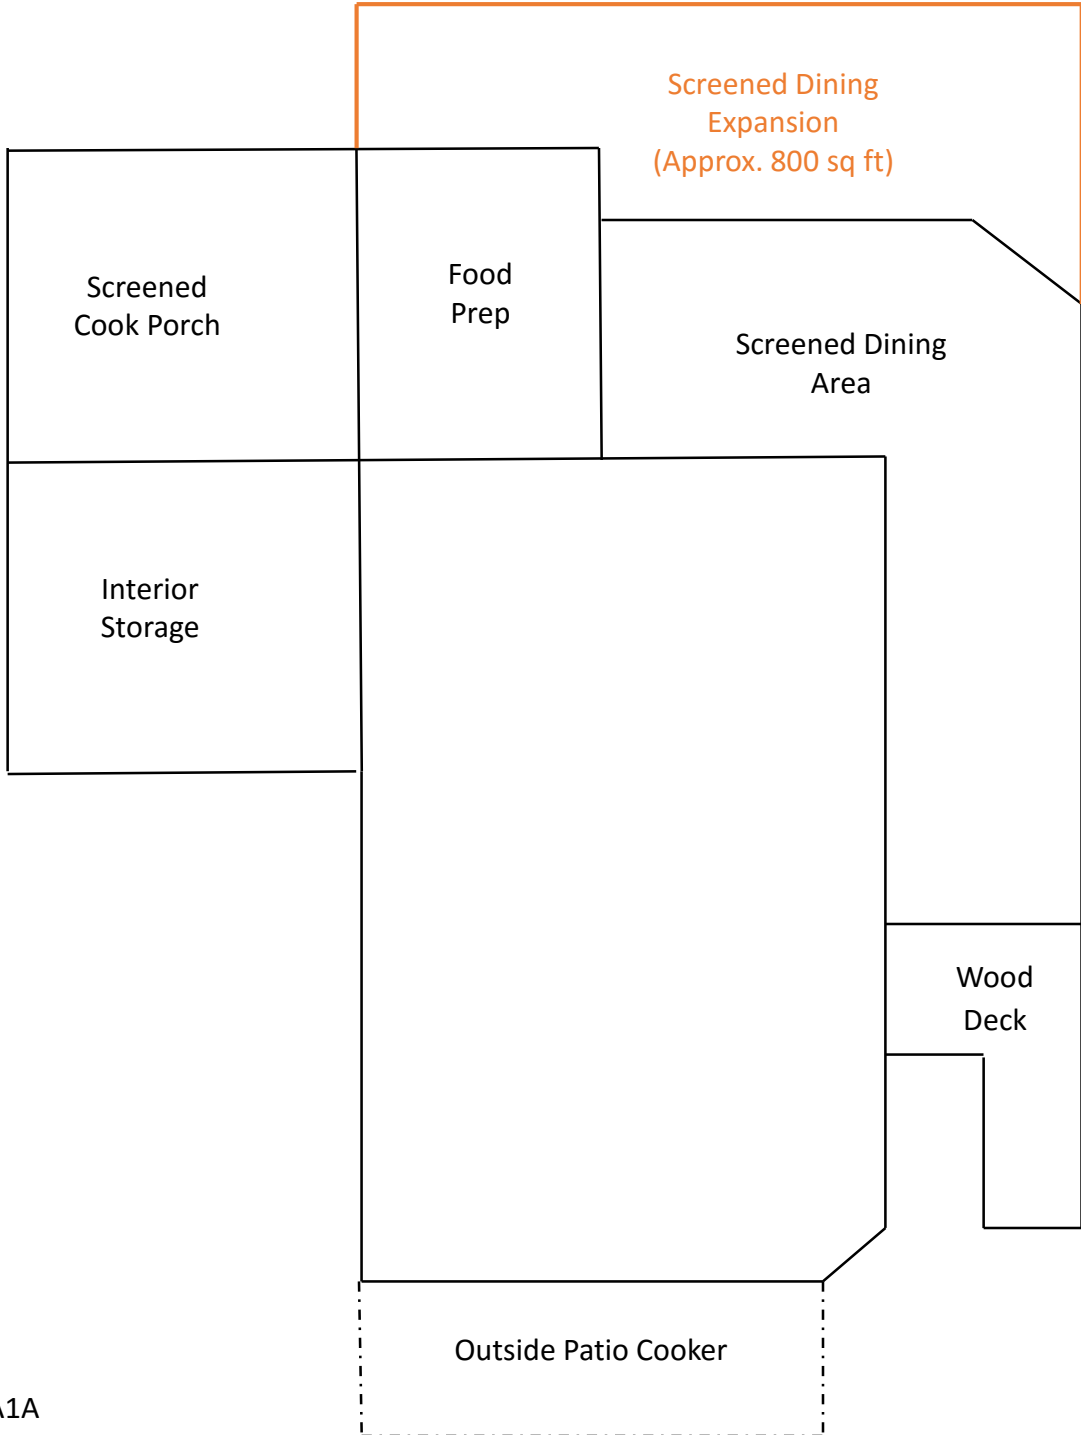 Screened Dining
Expansion
(Approx. 800 sq ft)
Food
Prep
Screened
Cook Porch
Screened Dining
Area
Interior
Storage
Wood
Deck
Outside Patio Cooker
A1A